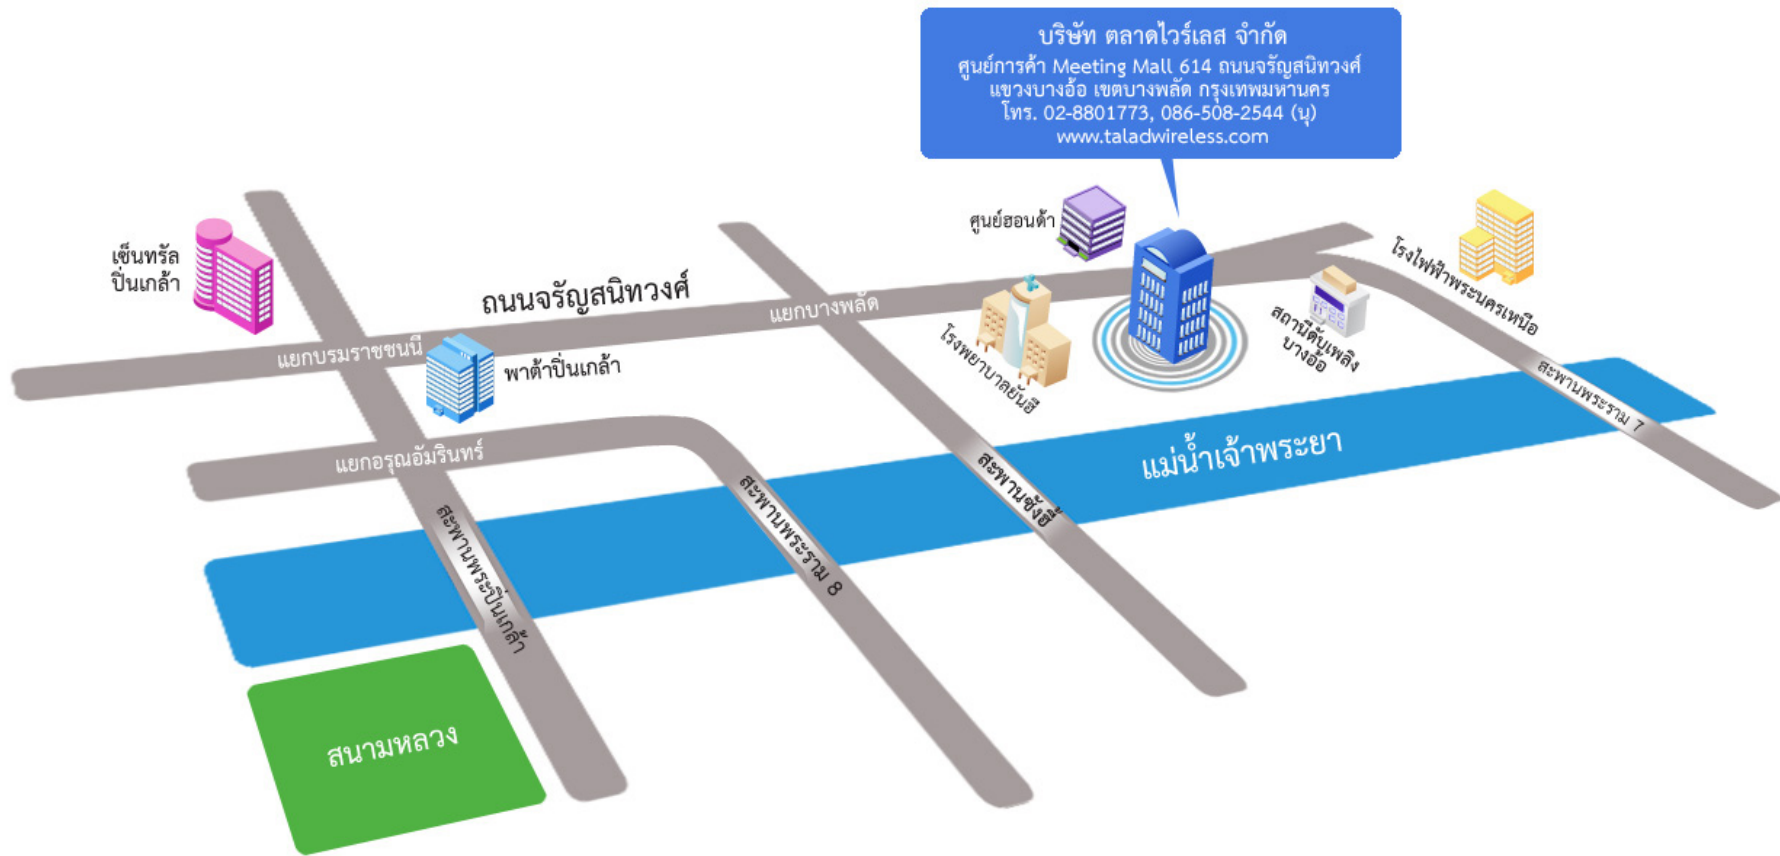 บริษัท ตลาดไวร์เลส จำกัด
ศูนย์การค้า Meeting Mall 614 ถนนจรัญสนิทวงศ์
แขวงบางอ้อ เขตบางพลัด กรุงเทพมหานคร
โทร. 02-8801773, 086-508-2544 (นุ)
www.taladwireless.com
ศูนย์ฮอนด้า
เซ็นทรัล
ปิ่นเกล้า
ถนนจรัญสนิทวงศ์
แยกบางพลัด
โรงไฟฟ้าพระนครเหนือ
แยกบรมราชชนนี
พาต้าปิ่นเกล้า
โรงพยาบาลยันฮี
สถานีดับเพลิง
บางอ้อ
สะพานพระราม 7
แยกอรุณอัมรินทร์
แม่น้ำเจ้าพระยา
สะพานพระปิ่นเกล้า
สะพานพระราม 8
สะพานซังฮี้
สนามหลวง